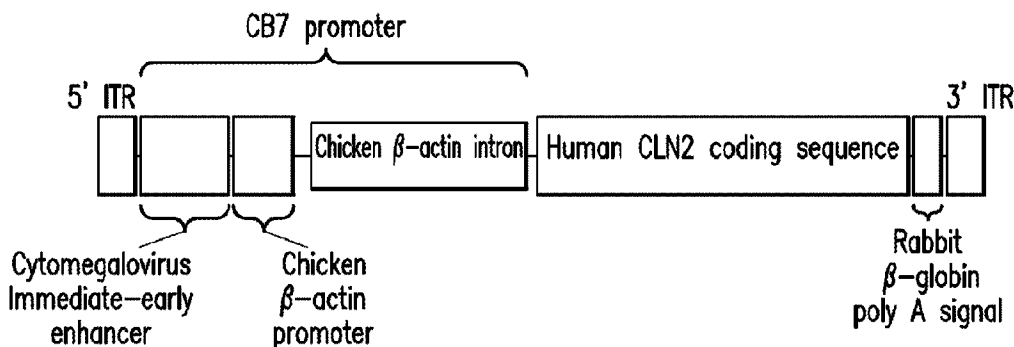 CB7 promoter
5' ITR
3' ITR
Chicken β-actin intron
Human CLN2 coding sequence
Cytomegalovirus
Immediate-early
enhancer
Chicken
β-actin
promoter
Rabbit
β-globin
poly A signal